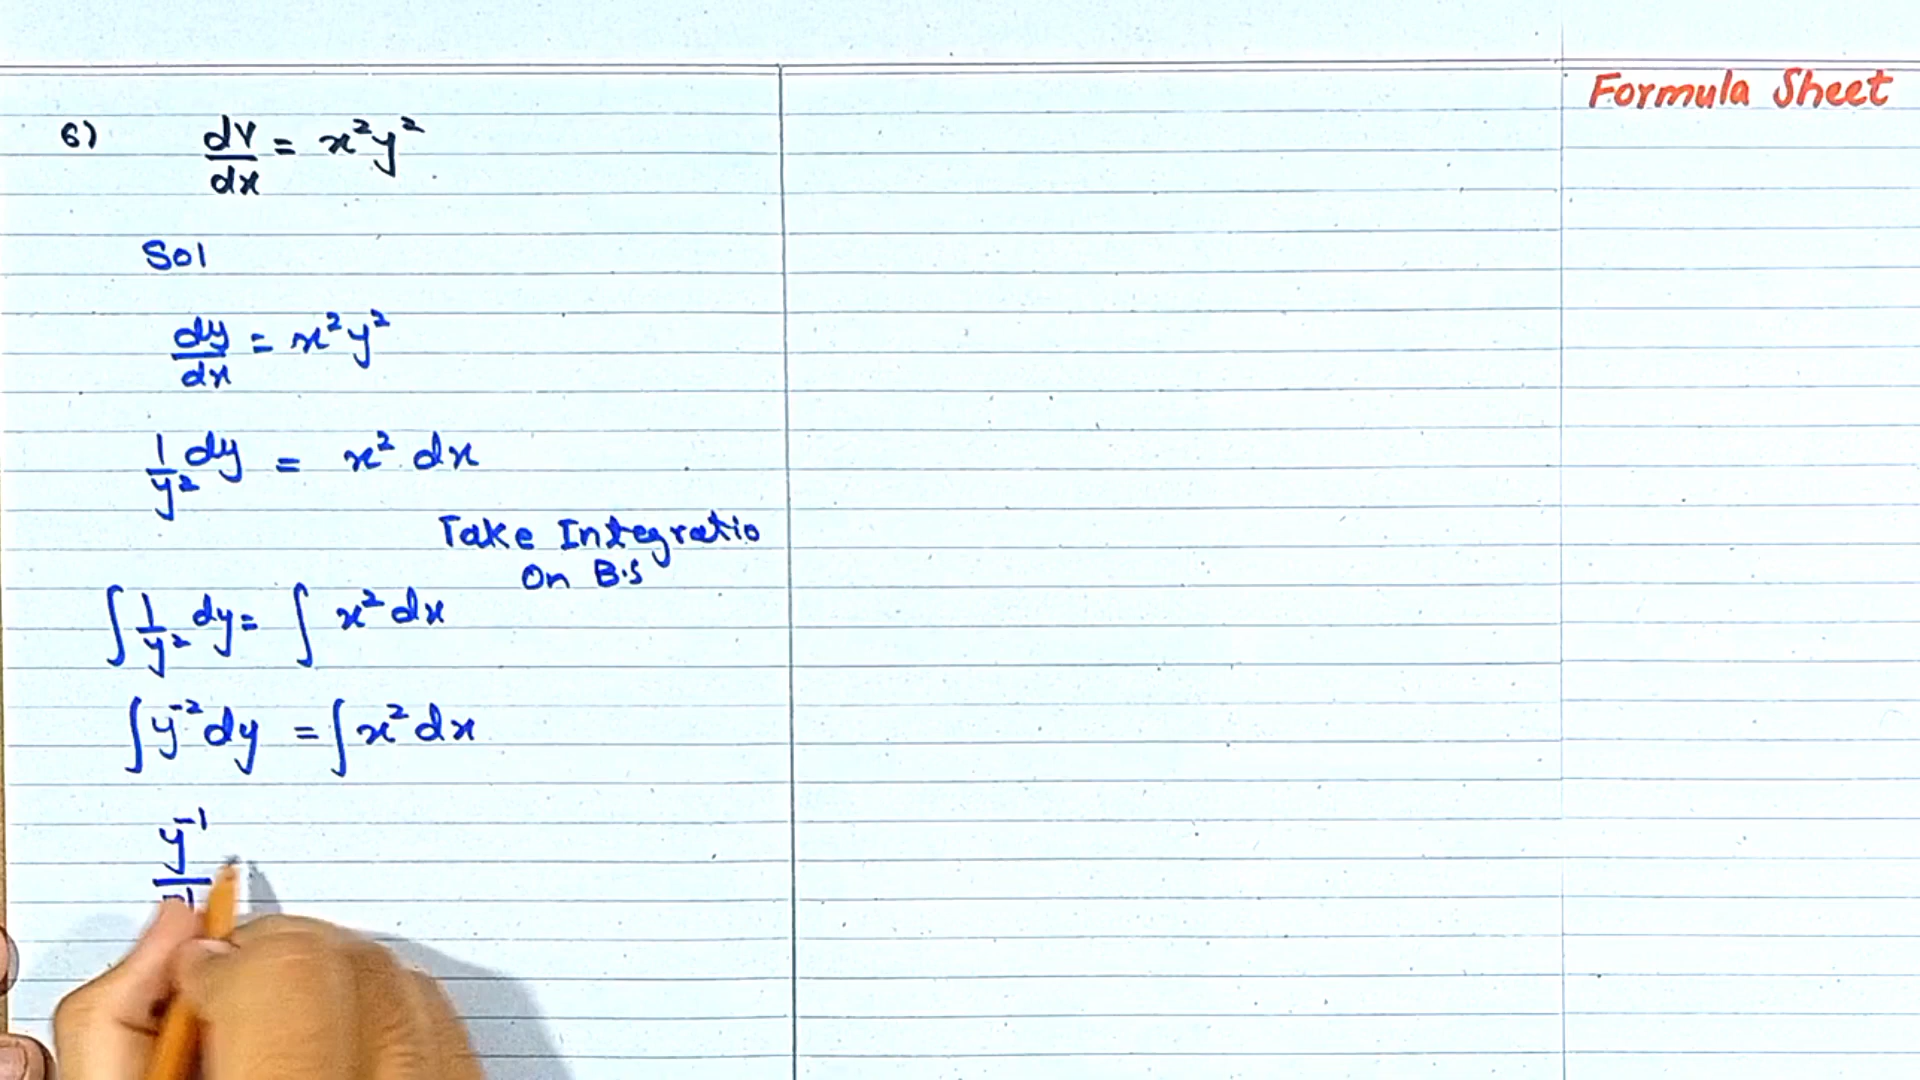 Formula Sheet
6) dy/dx = x²y²
Sol
dy/dx = x²y²
1/y² dy = x² dx
Take Integratio
On B.S
∫ 1/y² dy = ∫ x² dx
∫ y⁻² dy = ∫ x² dx
y⁻¹/-1